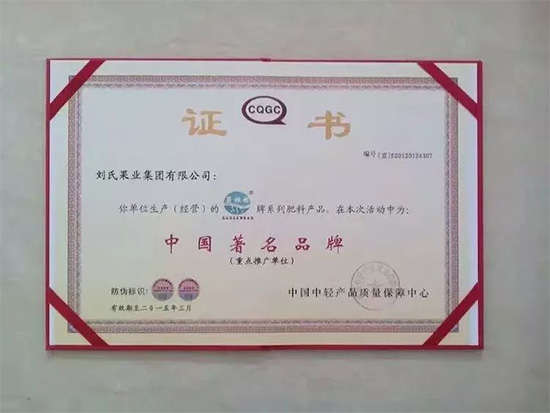 CQGC
证书
编号(宣)E20120124307
刘氏果业集团有限公司：
你单位生产（经营）的 ® 牌系列肥料产品，在本次活动中为：
中国著名品牌
（重点推广单位）
防伪标识：
中国中轻产品质量保障中心
有效期至二〇一五年三月